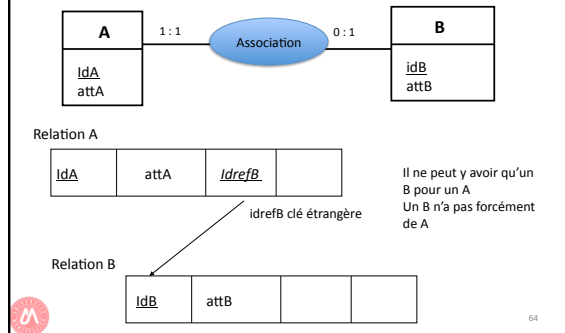 A
1 : 1
Association
0 : 1
B
IdA
attA
idB
attB
Relation A
IdA attA IdrefB
idrefB clé étrangère
Il ne peut y avoir qu'un
B pour un A
Un B n'a pas forcément
de A
Relation B
IdB attB
64